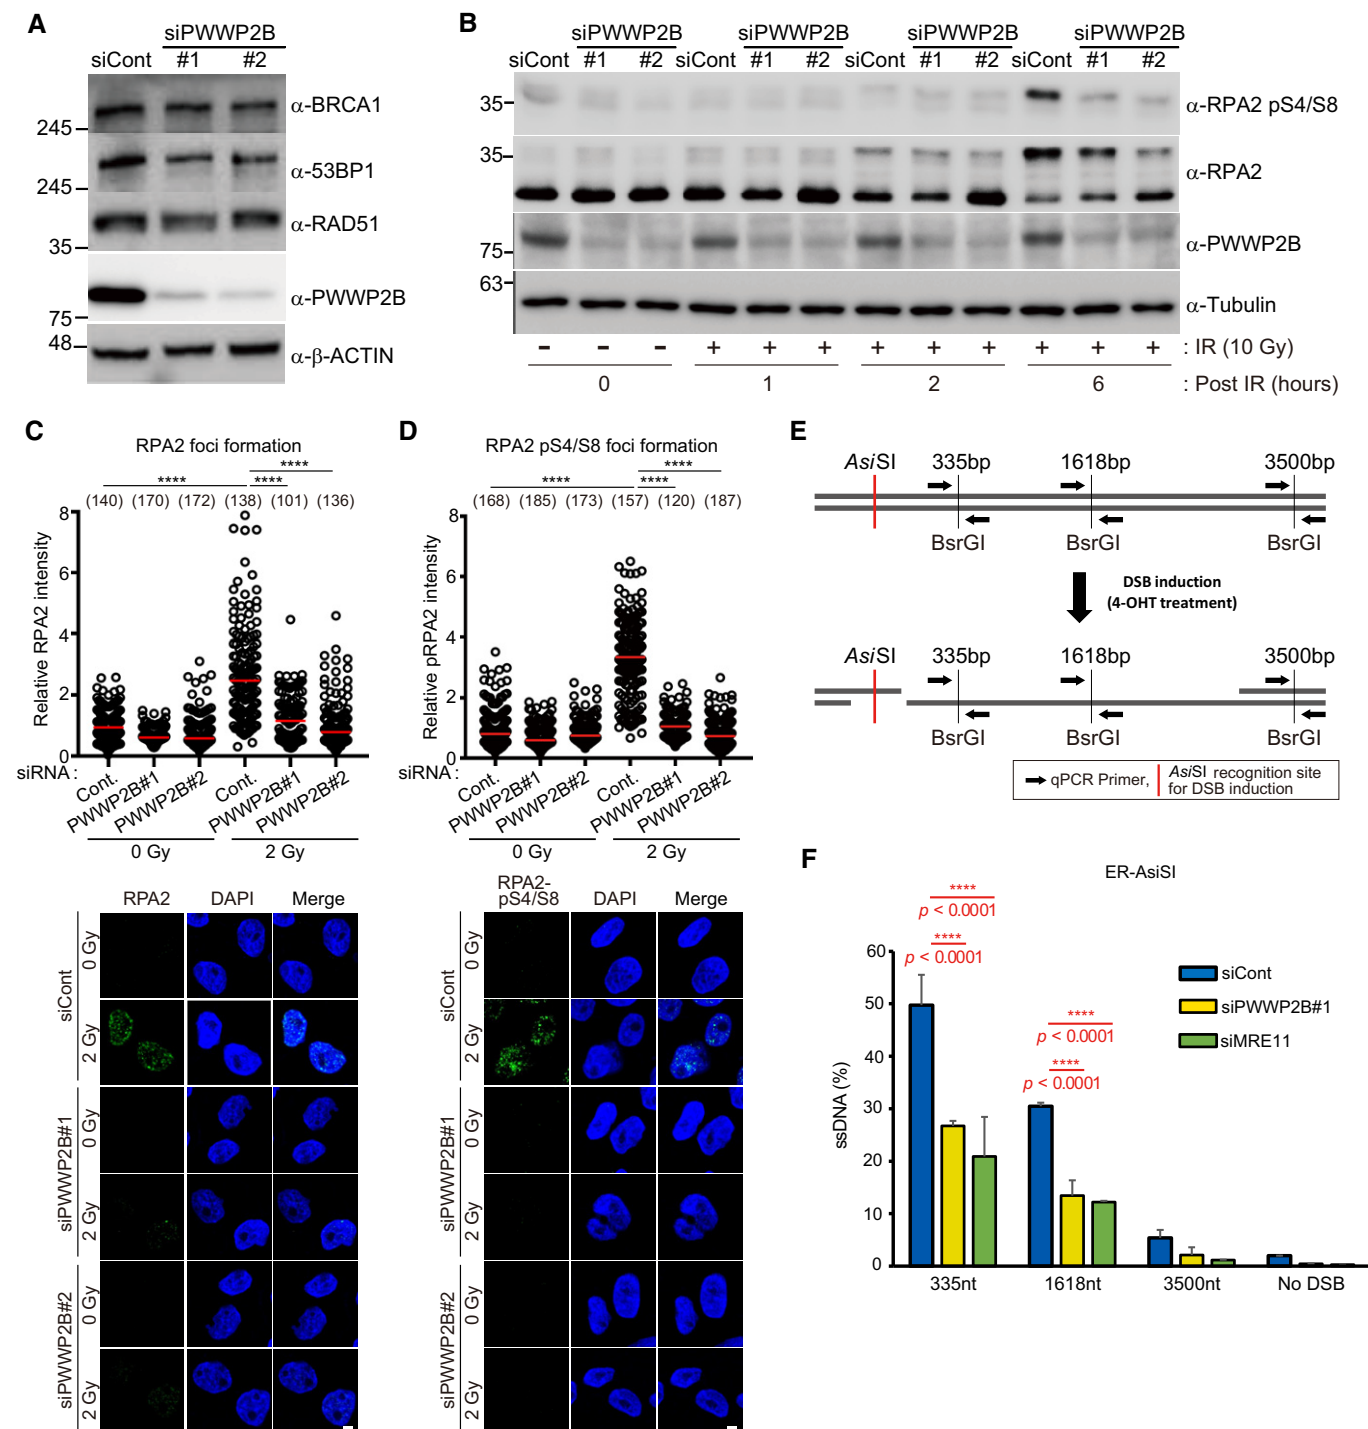 A
siPWWP2B
siCont #1 #2
α-BRCA1
245
α-53BP1
245
α-RAD51
35
α-PWWP2B
75
48
α-β-ACTIN
B
siPWWP2B siPWWP2B siPWWP2B siPWWP2B
siCont #1 #2 siCont #1 #2 siCont #1 #2 siCont #1 #2
35 α-RPA2 pS4/S8
35
α-RPA2
α-PWWP2B
75
63
α-Tubulin
- - - + + + + + + + + + : IR (10 Gy)
0 1 2 6 : Post IR (hours)
C
RPA2 foci formation
****
**** ****
(140) (170) (172) (138) (101) (136)
Relative RPA2 intensity
8
6
4
2
0
siRNA :
Cont. PWWP2B#1 PWWP2B#2 Cont. PWWP2B#1 PWWP2B#2
0 Gy 2 Gy
RPA2 DAPI Merge
siCont
0 Gy
2 Gy
siPWWP2B#1
0 Gy
2 Gy
siPWWP2B#2
0 Gy
2 Gy
D
RPA2 pS4/S8 foci formation
****
**** ****
(168) (185) (173) (157) (120) (187)
Relative pRPA2 intensity
8
6
4
2
0
siRNA :
Cont. PWWP2B#1 PWWP2B#2 Cont. PWWP2B#1 PWWP2B#2
0 Gy 2 Gy
RPA2-
pS4/S8 DAPI Merge
siCont
0 Gy
2 Gy
siPWWP2B#1
0 Gy
2 Gy
siPWWP2B#2
0 Gy
2 Gy
E
AsiSI 335bp 1618bp 3500bp
BsrGI BsrGI BsrGI
DSB induction
(4-OHT treatment)
AsiSI 335bp 1618bp 3500bp
BsrGI BsrGI BsrGI
qPCR Primer, AsiSI recognition site
for DSB induction
F
ER-AsiSI
****
p < 0.0001
****
p < 0.0001
****
p < 0.0001
****
p < 0.0001
siCont
siPWWP2B#1
siMRE11
ssDNA (%)
60
50
40
30
20
10
0
335nt 1618nt 3500nt No DSB